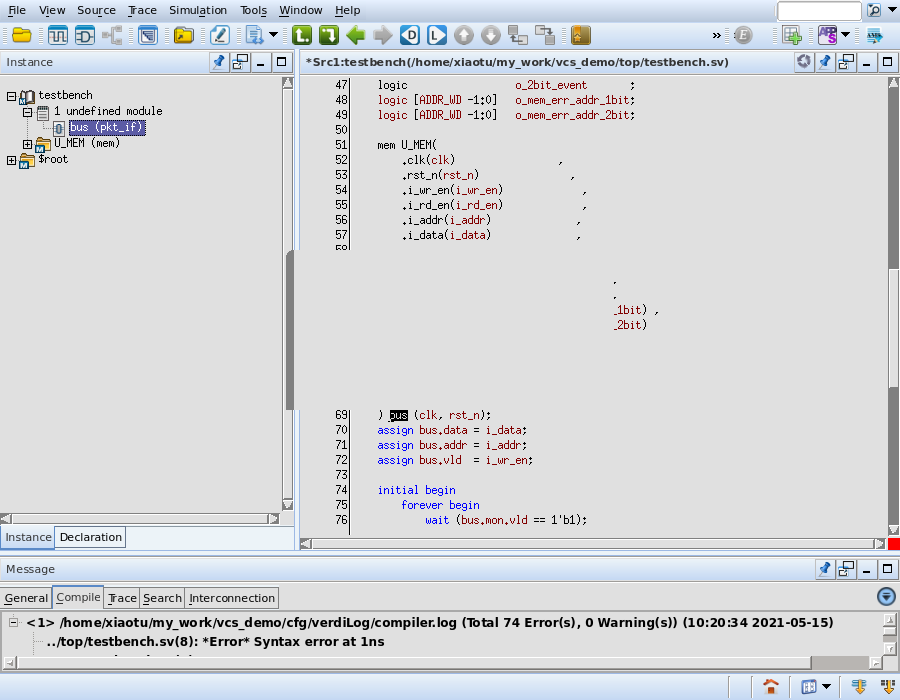 File View Source Trace Simulation Tools Window Help
Instance
*Src1:testbench(/home/xiaotu/my_work/vcs_demo/top/testbench.sv)
testbench
1 undefined module
bus (pkt_if)
U_MEM (mem)
$root
47 logic o_2bit_event ;
48 logic [ADDR_WD -1:0] o_mem_err_addr_1bit;
49 logic [ADDR_WD -1:0] o_mem_err_addr_2bit;
50
51 mem U_MEM(
52 .clk(clk) ,
53 .rst_n(rst_n) ,
54 .i_wr_en(i_wr_en) ,
55 .i_rd_en(i_rd_en) ,
56 .i_addr(i_addr) ,
57 .i_data(i_data) ,
,
,
_1bit) ,
_2bit)
69 ) bus (clk, rst_n);
70 assign bus.data = i_data;
71 assign bus.addr = i_addr;
72 assign bus.vld = i_wr_en;
73
74 initial begin
75 forever begin
76 wait (bus.mon.vld == 1'b1);
Instance Declaration
Message
General Compile Trace Search Interconnection
<1> /home/xiaotu/my_work/vcs_demo/cfg/verdiLog/compiler.log (Total 74 Error(s), 0 Warning(s)) (10:20:34 2021-05-15)
../top/testbench.sv(8): *Error* Syntax error at 1ns